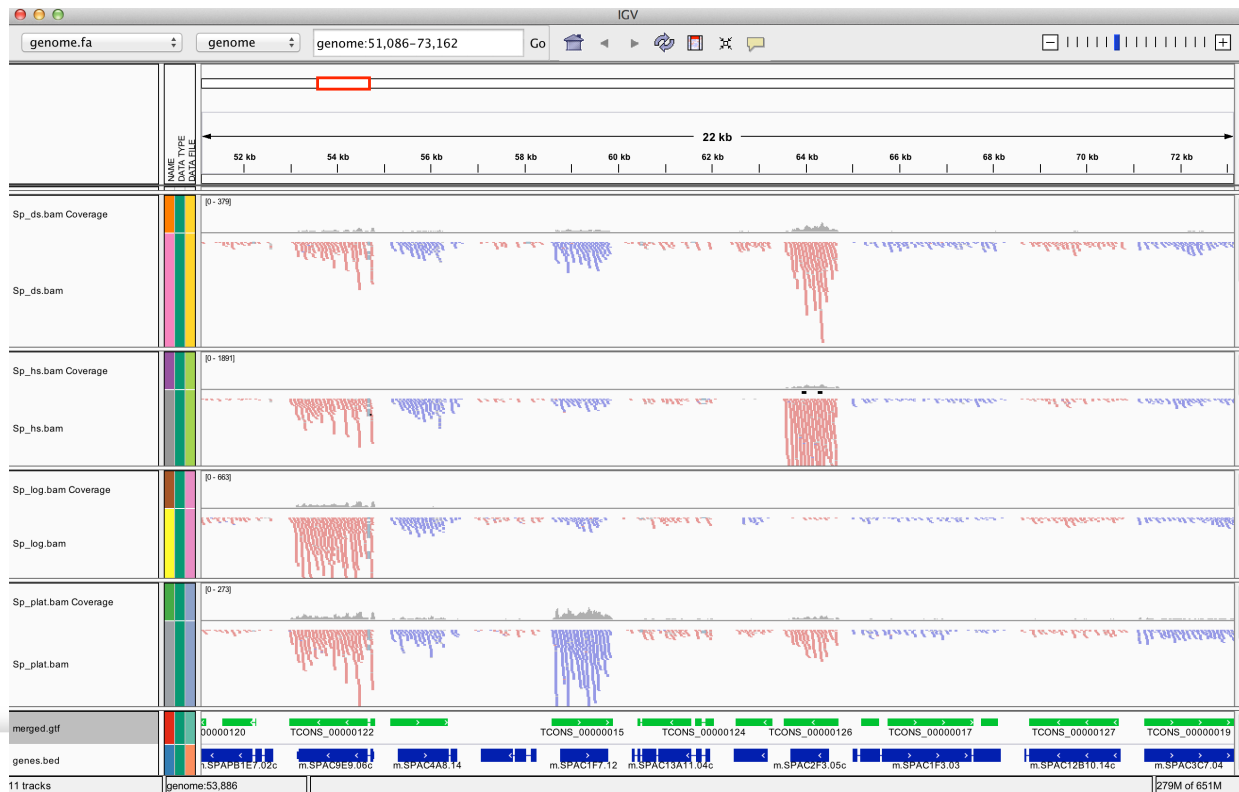 IGV
genome.fa genome genome:51,086-73,162 Go
NAME
DATA TYPE
DATA FILE
22 kb
52 kb 54 kb 56 kb 58 kb 60 kb 62 kb 64 kb 66 kb 68 kb 70 kb 72 kb
[0 - 379]
Sp_ds.bam Coverage
Sp_ds.bam
[0 - 1891]
Sp_hs.bam Coverage
Sp_hs.bam
[0 - 663]
Sp_log.bam Coverage
Sp_log.bam
[0 - 273]
Sp_plat.bam Coverage
Sp_plat.bam
merged.gtf
00000120 TCONS_00000122 TCONS_00000015 TCONS_00000124 TCONS_00000126 TCONS_00000017 TCONS_00000127 TCONS_00000019
genes.bed
m.SPAPB1E7.02c m.SPAC9E9.06c m.SPAC4A8.14 m.SPAC1F7.12 m.SPAC13A11.04c m.SPAC2F3.05c m.SPAC1F3.03 m.SPAC12B10.14c m.SPAC3C7.04
11 tracks genome:53,886 279M of 651M